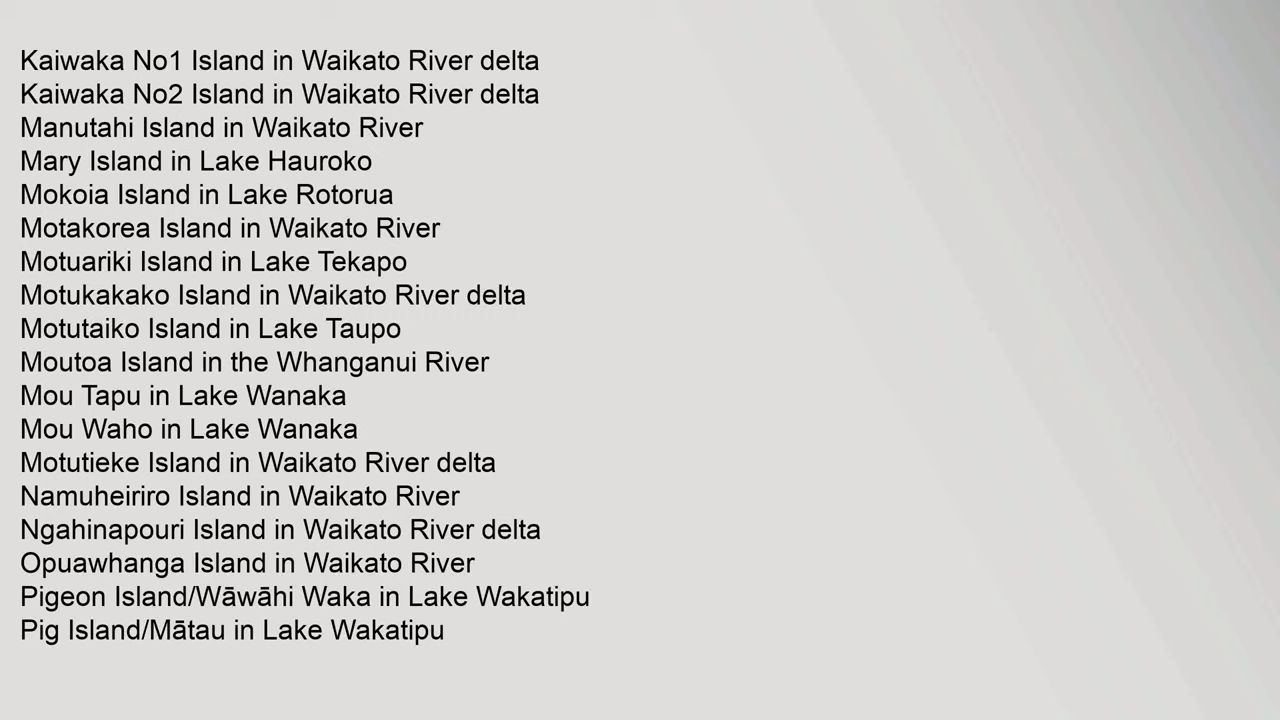 Kaiwaka No1 Island in Waikato River delta
Kaiwaka No2 Island in Waikato River delta
Manutahi Island in Waikato River
Mary Island in Lake Hauroko
Mokoia Island in Lake Rotorua
Motakorea Island in Waikato River
Motuariki Island in Lake Tekapo
Motukakako Island in Waikato River delta
Motutaiko Island in Lake Taupo
Moutoa Island in the Whanganui River
Mou Tapu in Lake Wanaka
Mou Waho in Lake Wanaka
Motutieke Island in Waikato River delta
Namuheiriro Island in Waikato River
Ngahinapouri Island in Waikato River delta
Opuawhanga Island in Waikato River
Pigeon Island/Wāwāhi Waka in Lake Wakatipu
Pig Island/Mātau in Lake Wakatipu